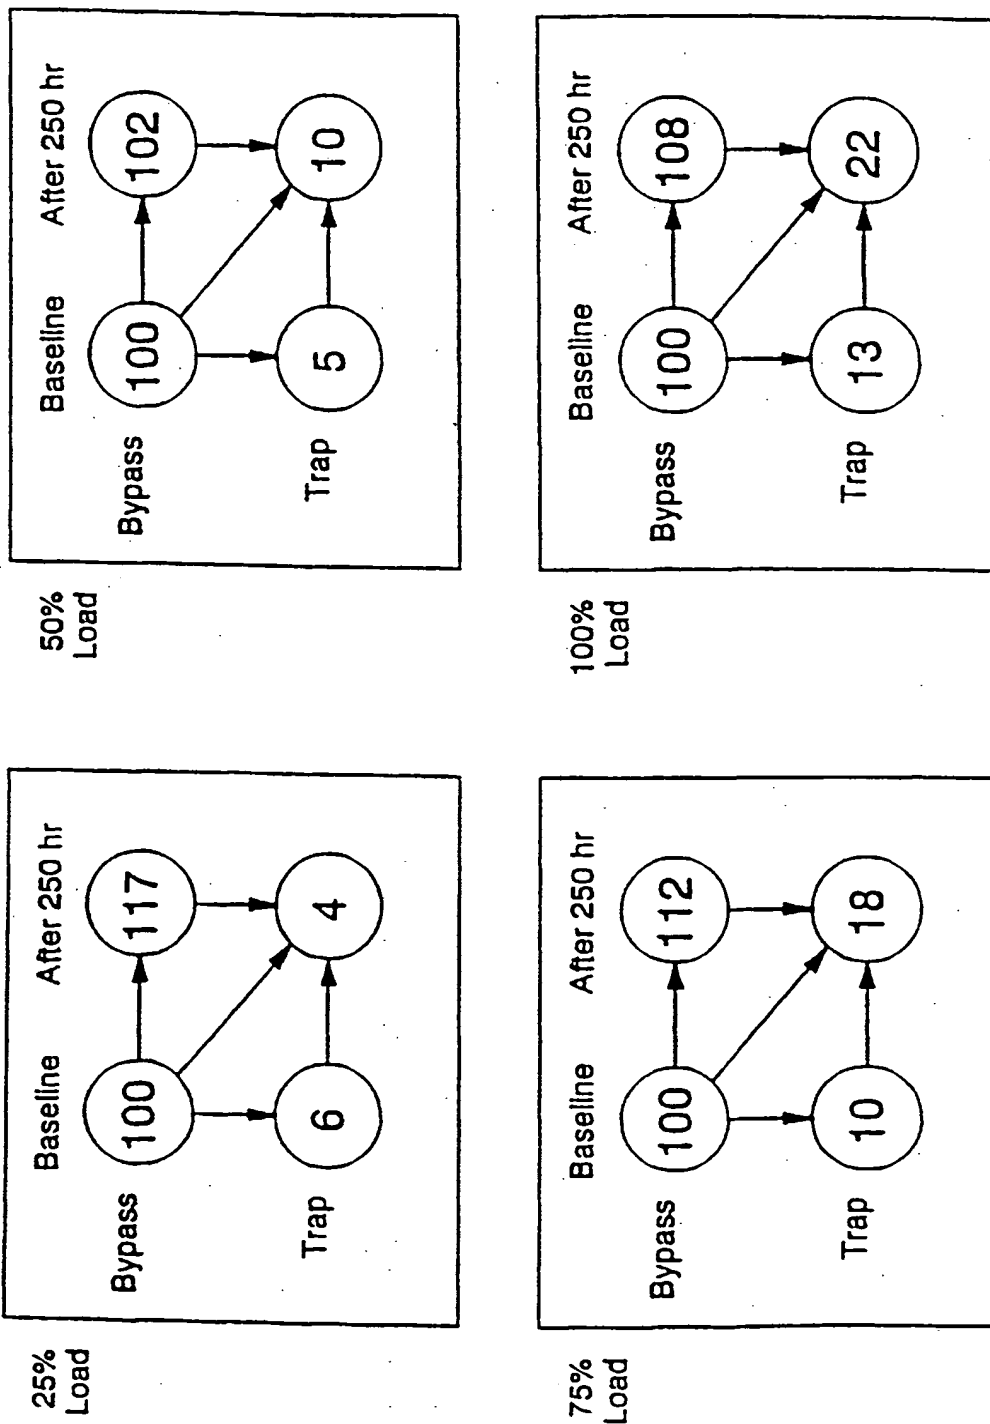 25%
Load
Baseline After 250 hr
Bypass 100 117
Trap 6 4
50%
Load
Baseline After 250 hr
Bypass 100 102
Trap 5 10
75%
Load
Baseline After 250 hr
Bypass 100 112
Trap 10 18
100%
Load
Baseline After 250 hr
Bypass 100 108
Trap 13 22